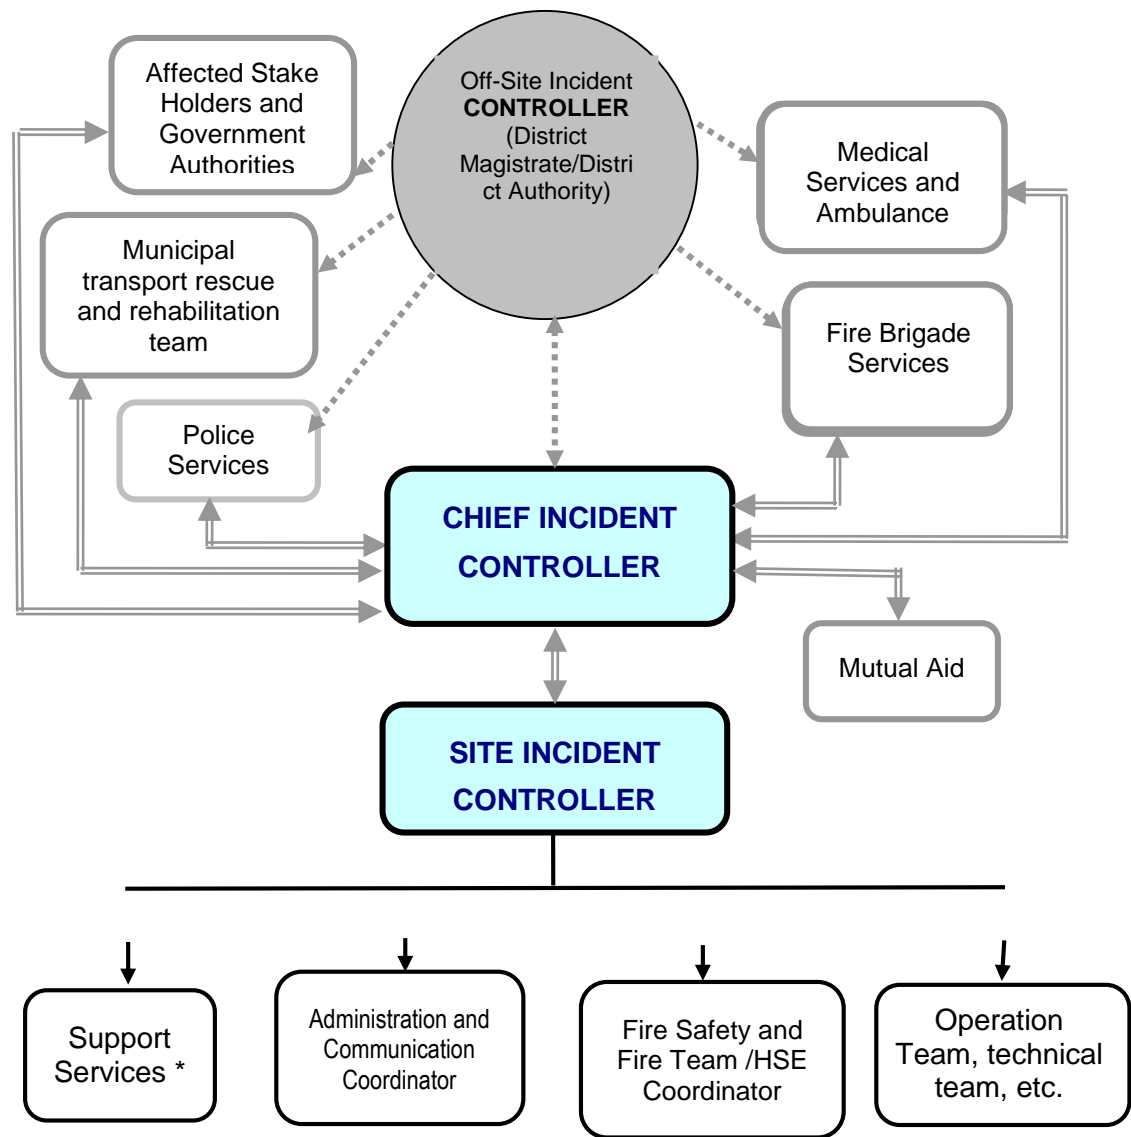 Affected Stake
Holders and
Government
Authorities
Off-Site Incident
CONTROLLER
(District
Magistrate/Distri
ct Authority)
Medical
Services and
Ambulance
Municipal
transport rescue
and rehabilitation
team
Fire Brigade
Services
Police
Services
CHIEF INCIDENT
CONTROLLER
Mutual Aid
SITE INCIDENT
CONTROLLER
Support
Services *
Administration and
Communication
Coordinator
Fire Safety and
Fire Team /HSE
Coordinator
Operation
Team, technical
team, etc.